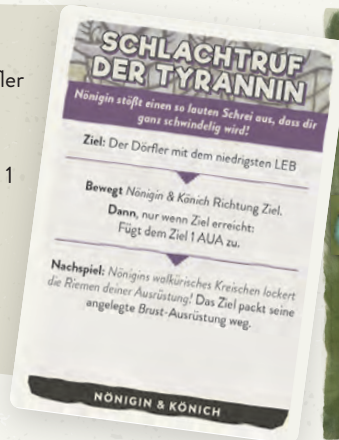 ler
1
SCHLACHTRUF
DER TYRANNIN
Nönigin stößt einen so lauten Schrei aus, dass dir
ganz schwindelig wird!
Ziel: Der Dörfler mit dem niedrigsten LEB
Bewegt Nönigin & Könich Richtung Ziel.
Dann, nur wenn Ziel erreicht:
Fügt dem Ziel 1 AUA zu.
Nachspiel: Nönigins walkürisches Kreischen lockert
die Riemen deiner Ausrüstung! Das Ziel packt seine
angelegte Brust-Ausrüstung weg.
NÖNIGIN & KÖNICH